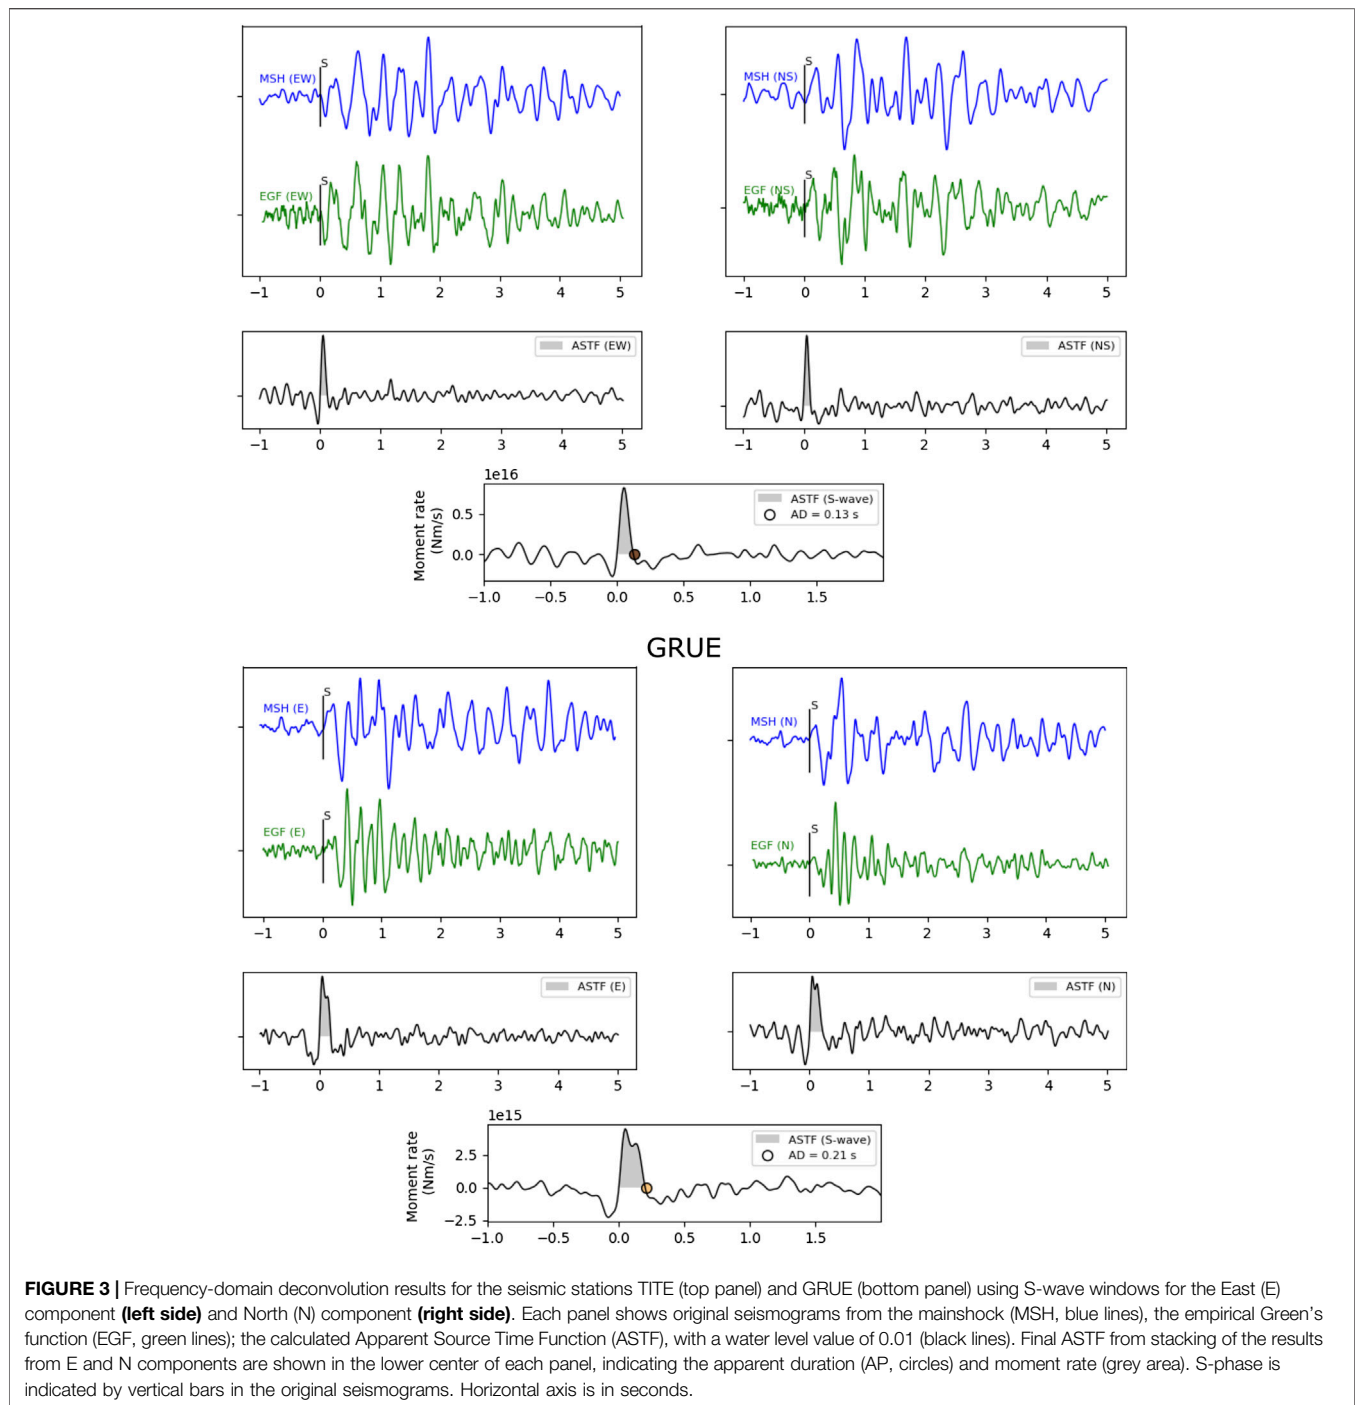 MSH (EW)
S
EGF (EW)
S
−1 0 1 2 3 4 5
MSH (NS)
S
EGF (NS)
S
−1 0 1 2 3 4 5
ASTF (EW)
−1 0 1 2 3 4 5
ASTF (NS)
−1 0 1 2 3 4 5
1e16
Moment rate
(Nm/s)
0.5
0.0
ASTF (S-wave)
AD = 0.13 s
−1.0 −0.5 0.0 0.5 1.0 1.5
GRUE
MSH (E)
S
EGF (E)
S
−1 0 1 2 3 4 5
MSH (N)
S
EGF (N)
S
−1 0 1 2 3 4 5
ASTF (E)
−1 0 1 2 3 4 5
ASTF (N)
−1 0 1 2 3 4 5
1e15
Moment rate
(Nm/s)
2.5
0.0
−2.5
ASTF (S-wave)
AD = 0.21 s
−1.0 −0.5 0.0 0.5 1.0 1.5
FIGURE 3 | Frequency-domain deconvolution results for the seismic stations TITE (top panel) and GRUE (bottom panel) using S-wave windows for the East (E)
component (left side) and North (N) component (right side). Each panel shows original seismograms from the mainshock (MSH, blue lines), the empirical Green's
function (EGF, green lines); the calculated Apparent Source Time Function (ASTF), with a water level value of 0.01 (black lines). Final ASTF from stacking of the results
from E and N components are shown in the lower center of each panel, indicating the apparent duration (AP, circles) and moment rate (grey area). S-phase is
indicated by vertical bars in the original seismograms. Horizontal axis is in seconds.